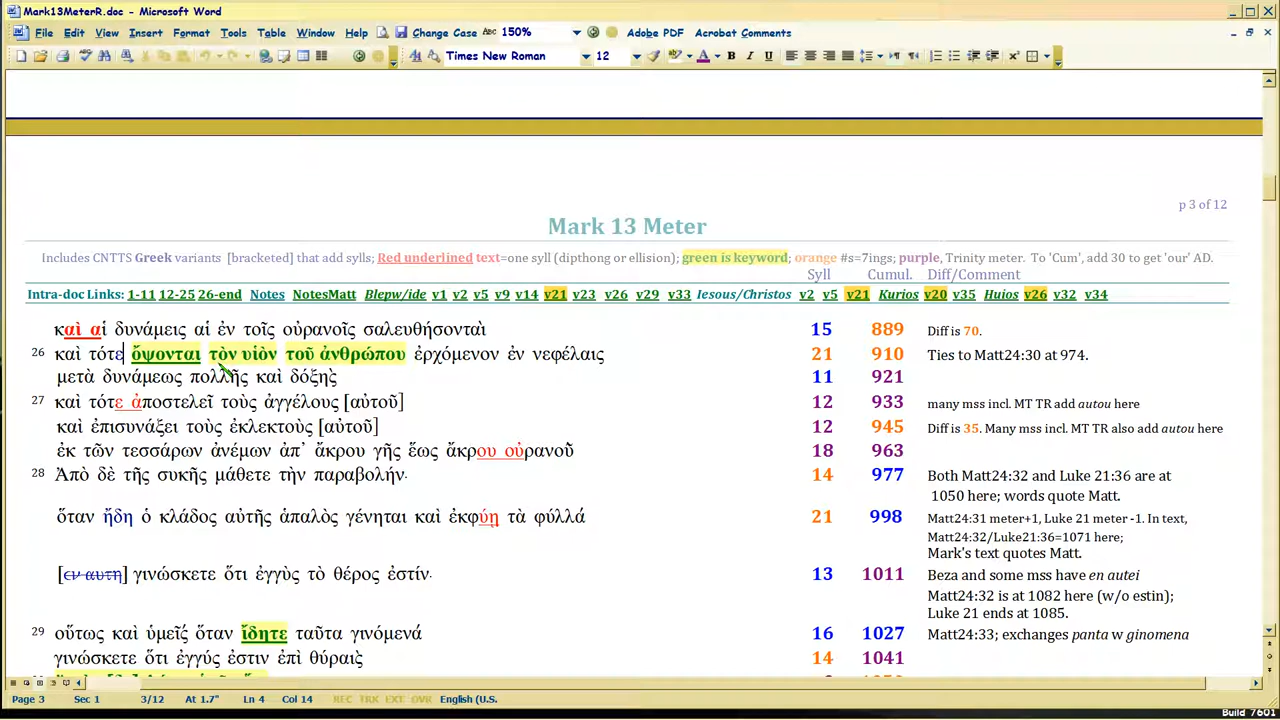 Mark13MeterR.doc - Microsoft Word
File Edit View Insert Format Tools Table Window Help Change Case 150% Adobe PDF Acrobat Comments
Times New Roman 12
Mark 13 Meter
p 3 of 12
Includes CNTTS Greek variants [bracketed] that add sylls; Red underlined text=one syll (dipthong or ellision); green is keyword; orange #s=7ings; purple, Trinity meter. To 'Cum', add 30 to get 'our' AD.
Syll Cumul. Diff/Comment
Intra-doc Links: 1-11 12-25 26-end Notes NotesMatt Blepw/ide v1 v2 v5 v9 v14 v21 v23 v26 v29 v33 Iesous/Christos v2 v5 v21 Kurios v20 v35 Huios v26 v32 v34
καὶ αἱ δυνάμεις αἱ ἐν τοῖς οὐρανοῖς σαλευθήσονταὶ 15 889 Diff is 70.
26 καὶ τότε ὄψονται τὸν υἱὸν τοῦ ἀνθρώπου ἐρχόμενον ἐν νεφέλαις 21 910 Ties to Matt24:30 at 974.
μετὰ δυνάμεως πολλῆς καὶ δόξης 11 921
27 καὶ τότε ἀποστελεῖ τοὺς ἀγγέλους [αὐτοῦ] 12 933 many mss incl. MT TR add autou here
καὶ ἐπισυνάξει τοὺς ἐκλεκτοὺς [αὐτοῦ] 12 945 Diff is 35. Many mss incl. MT TR also add autou here
ἐκ τῶν τεσσάρων ἀνέμων ἀπ᾽ ἄκρου γῆς ἕως ἄκρου οὐρανοῦ 18 963
28 Ἀπὸ δὲ τῆς συκῆς μάθετε τὴν παραβολήν· 14 977 Both Matt24:32 and Luke 21:36 are at
1050 here; words quote Matt.
ὅταν ἤδη ὁ κλάδος αὐτῆς ἁπαλὸς γένηται καὶ ἐκφύῃ τὰ φύλλά 21 998 Matt24:31 meter+1, Luke 21 meter -1. In text,
Matt24:32/Luke21:36=1071 here;
Mark's text quotes Matt.
[εν αυτη] γινώσκετε ὅτι ἐγγὺς τὸ θέρος ἐστίν· 13 1011 Beza and some mss have en autei
Matt24:32 is at 1082 here (w/o estin);
Luke 21 ends at 1085.
29 οὕτως καὶ ὑμεῖς ὅταν ἴδητε ταῦτα γινόμενά 16 1027 Matt24:33; exchanges panta w ginomena
γινώσκετε ὅτι ἐγγύς ἐστιν ἐπὶ θύραις 14 1041
Page 3 Sec 1 3/12 At 1.7" Ln 4 Col 14 REC TRK EXT OVR English (U.S.
Build 7601